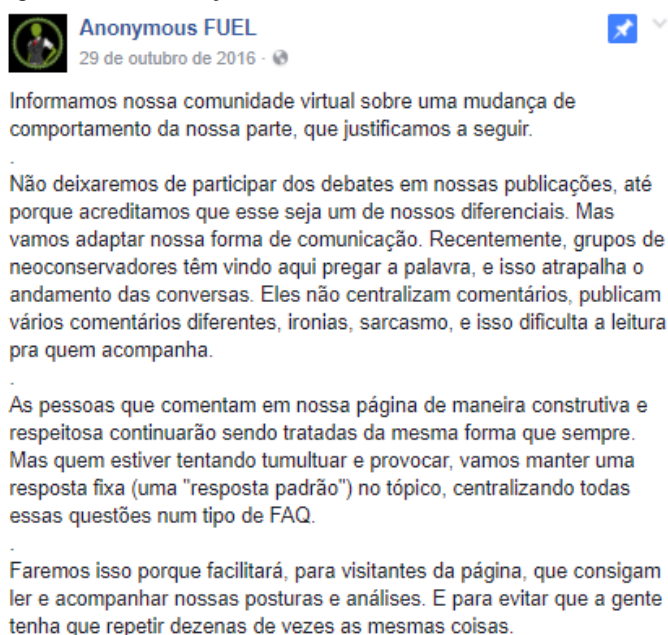 Anonymous FUEL
29 de outubro de 2016 ·
Informamos nossa comunidade virtual sobre uma mudança de
comportamento da nossa parte, que justificamos a seguir.
.
Não deixaremos de participar dos debates em nossas publicações, até
porque acreditamos que esse seja um de nossos diferenciais. Mas
vamos adaptar nossa forma de comunicação. Recentemente, grupos de
neoconservadores têm vindo aqui pregar a palavra, e isso atrapalha o
andamento das conversas. Eles não centralizam comentários, publicam
vários comentários diferentes, ironias, sarcasmo, e isso dificulta a leitura
pra quem acompanha.
.
As pessoas que comentam em nossa página de maneira construtiva e
respeitosa continuarão sendo tratadas da mesma forma que sempre.
Mas quem estiver tentando tumultuar e provocar, vamos manter uma
resposta fixa (uma "resposta padrão") no tópico, centralizando todas
essas questões num tipo de FAQ.
.
Faremos isso porque facilitará, para visitantes da página, que consigam
ler e acompanhar nossas posturas e análises. E para evitar que a gente
tenha que repetir dezenas de vezes as mesmas coisas.